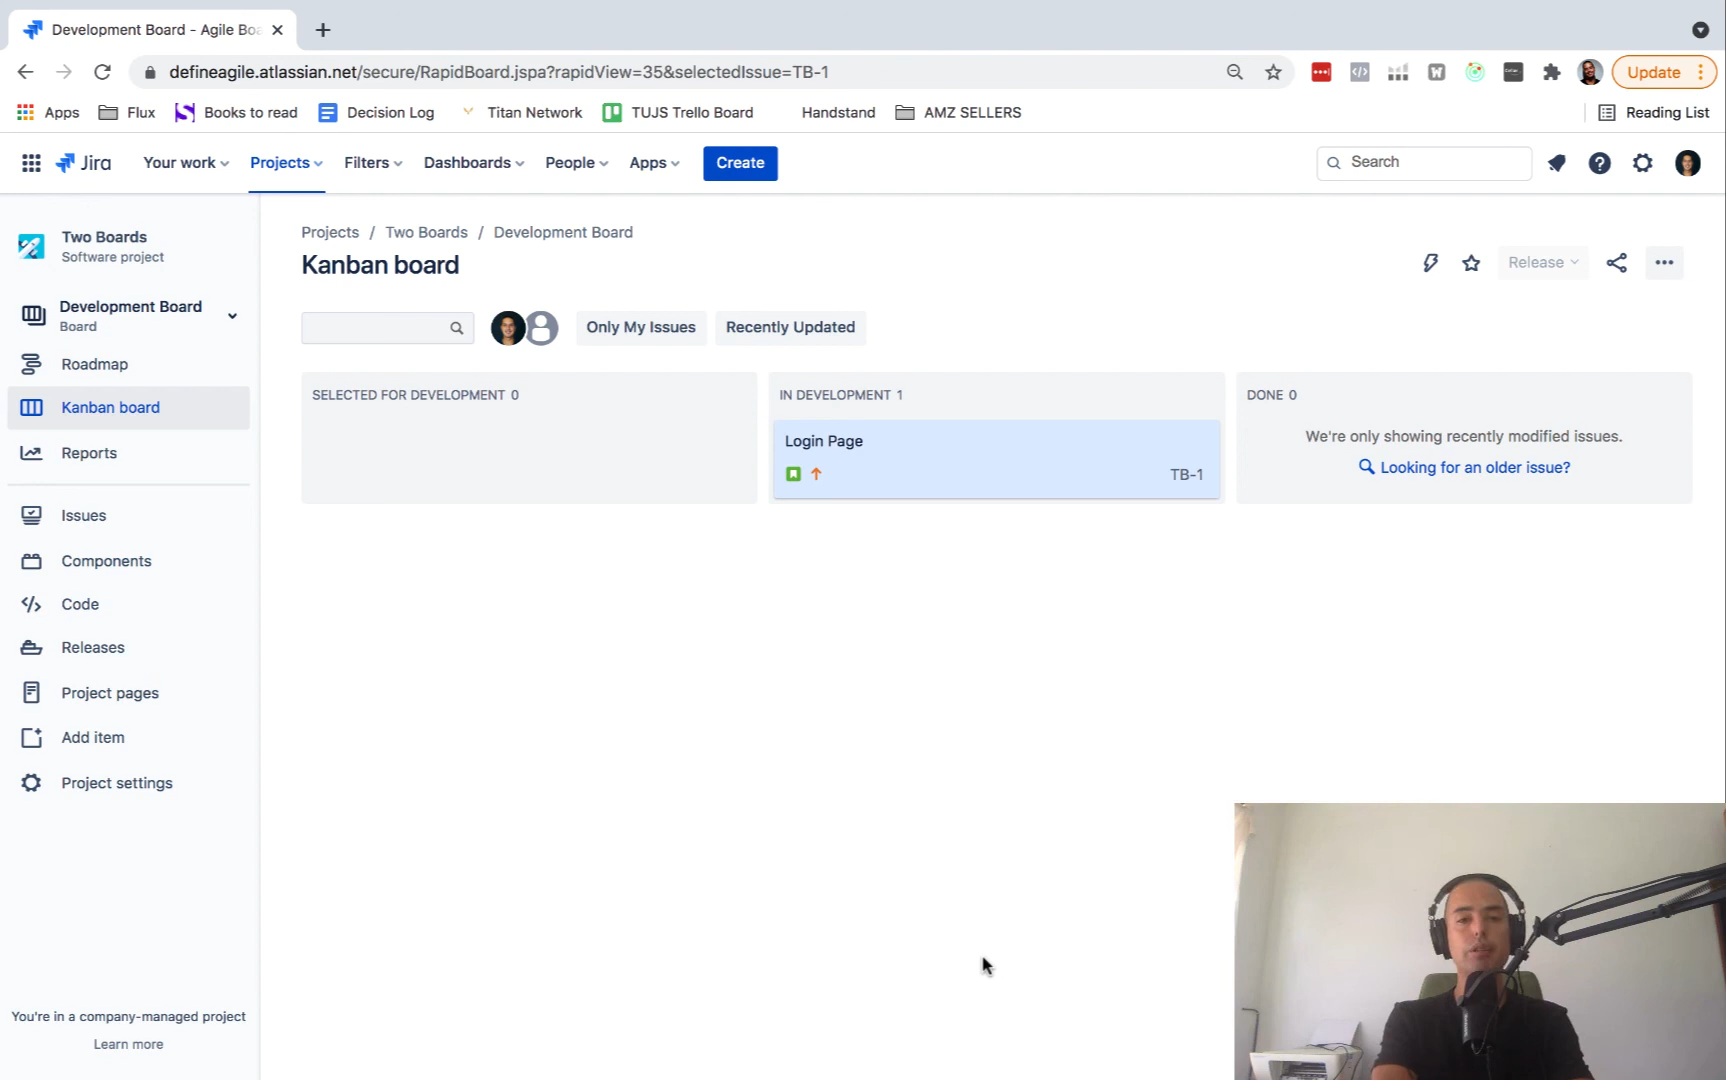 Development Board - Agile Boa
defineagile.atlassian.net/secure/RapidBoard.jspa?rapidView=35&selectedIssue=TB-1
Update
Apps
Flux
Books to read
Decision Log
Titan Network
TUJS Trello Board
Handstand
AMZ SELLERS
Reading List
Jira
Your work
Projects
Filters
Dashboards
People
Apps
Create
Search
Two Boards
Software project
Development Board
Board
Roadmap
Kanban board
Reports
Issues
Components
Code
Releases
Project pages
Add item
Project settings
You're in a company-managed project
Learn more
Projects / Two Boards / Development Board
Kanban board
Release
Only My Issues
Recently Updated
SELECTED FOR DEVELOPMENT 0
IN DEVELOPMENT 1
Login Page
TB-1
DONE 0
We're only showing recently modified issues.
Looking for an older issue?